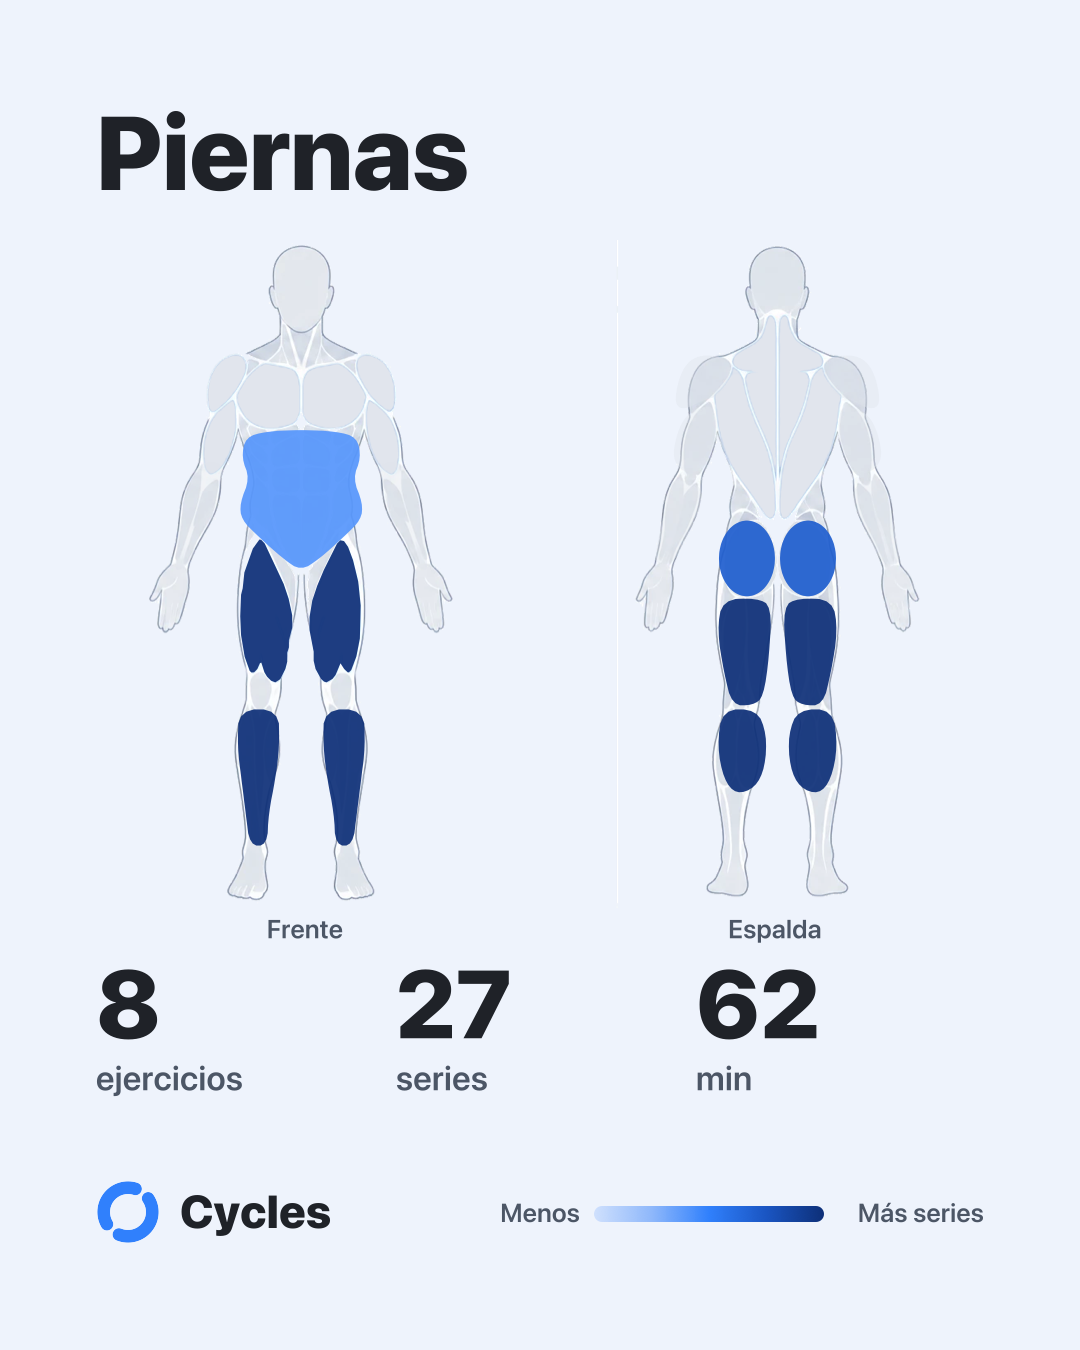 Piernas
Frente
Espalda
8
27
62
ejercicios
series
min
Cycles
Menos
Más series